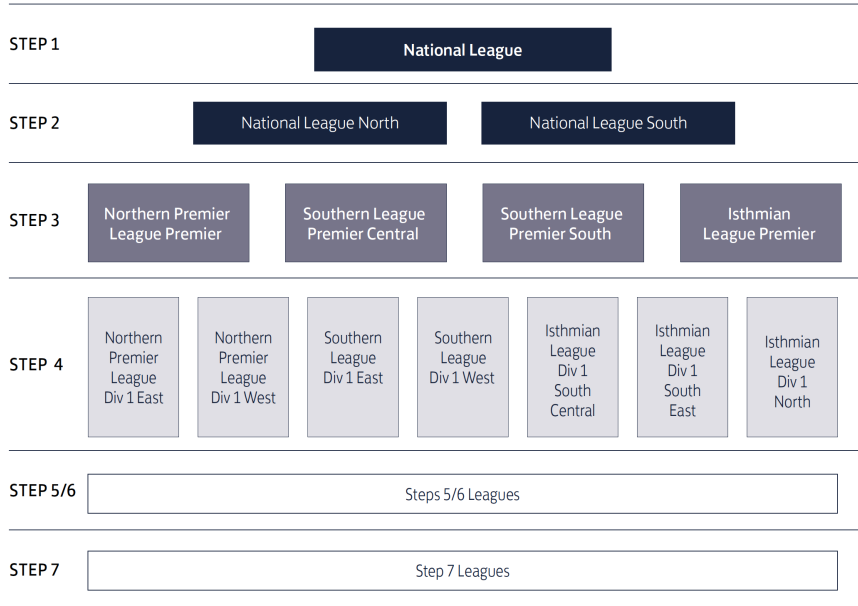 STEP 1
National League
STEP 2
National League North
National League South
STEP 3
Northern Premier
League Premier
Southern League
Premier Central
Southern League
Premier South
Isthmian
League Premier
STEP 4
Northern
Premier
League
Div 1 East
Northern
Premier
League
Div 1 West
Southern
League
Div 1 East
Southern
League
Div 1 West
Isthmian
League
Div 1
South
Central
Isthmian
League
Div 1
South
East
Isthmian
League
Div 1
North
STEP 5/6
Steps 5/6 Leagues
STEP 7
Step 7 Leagues